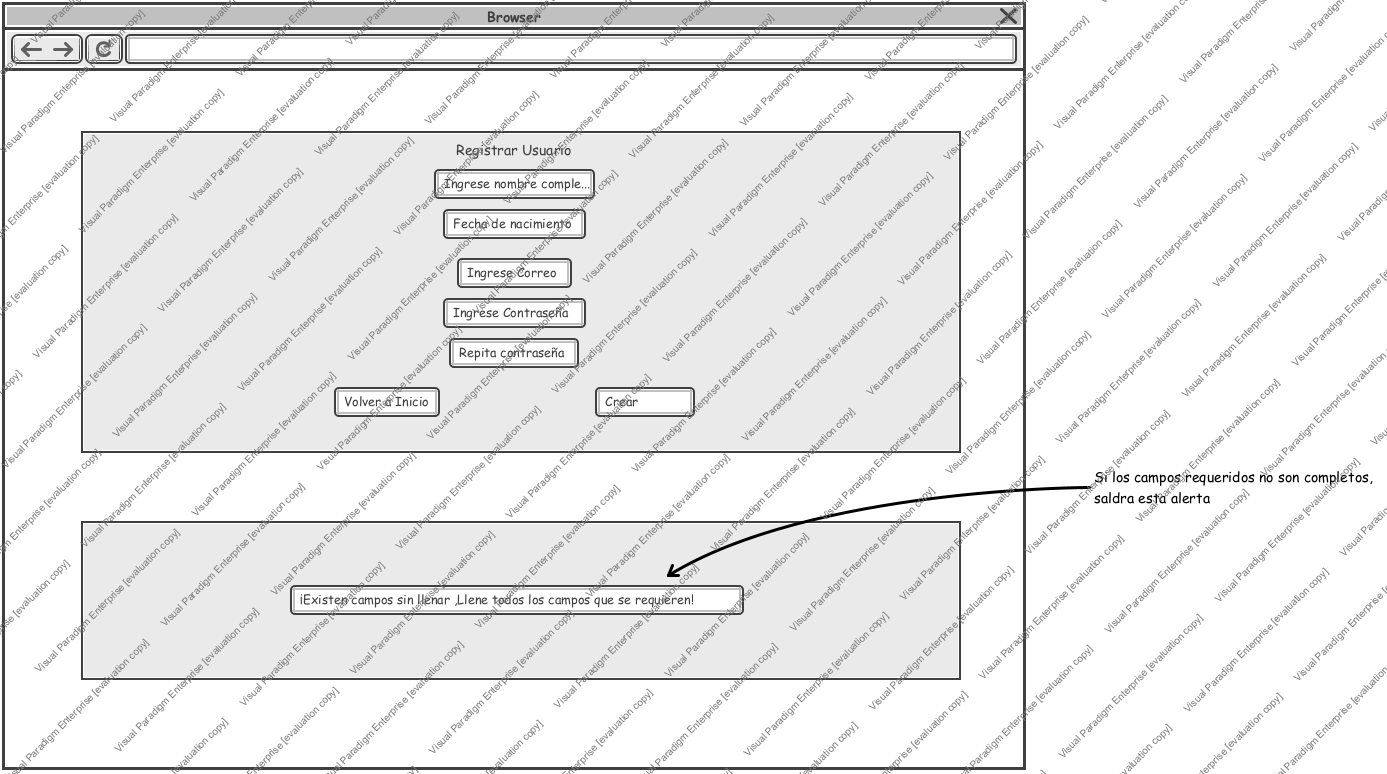 Browser
Registrar Usuario
Ingrese nombre comple...
Fecha de nacimiento
Ingrese Correo
Ingrese Contraseña
Repita contraseña
Volver a Inicio
Crear
Si los campos requeridos no son completos,
saldra esta alerta
¡Existen campos sin llenar ,Llene todos los campos que se requieren!
Visual Paradigm Enterprise [evaluation copy]